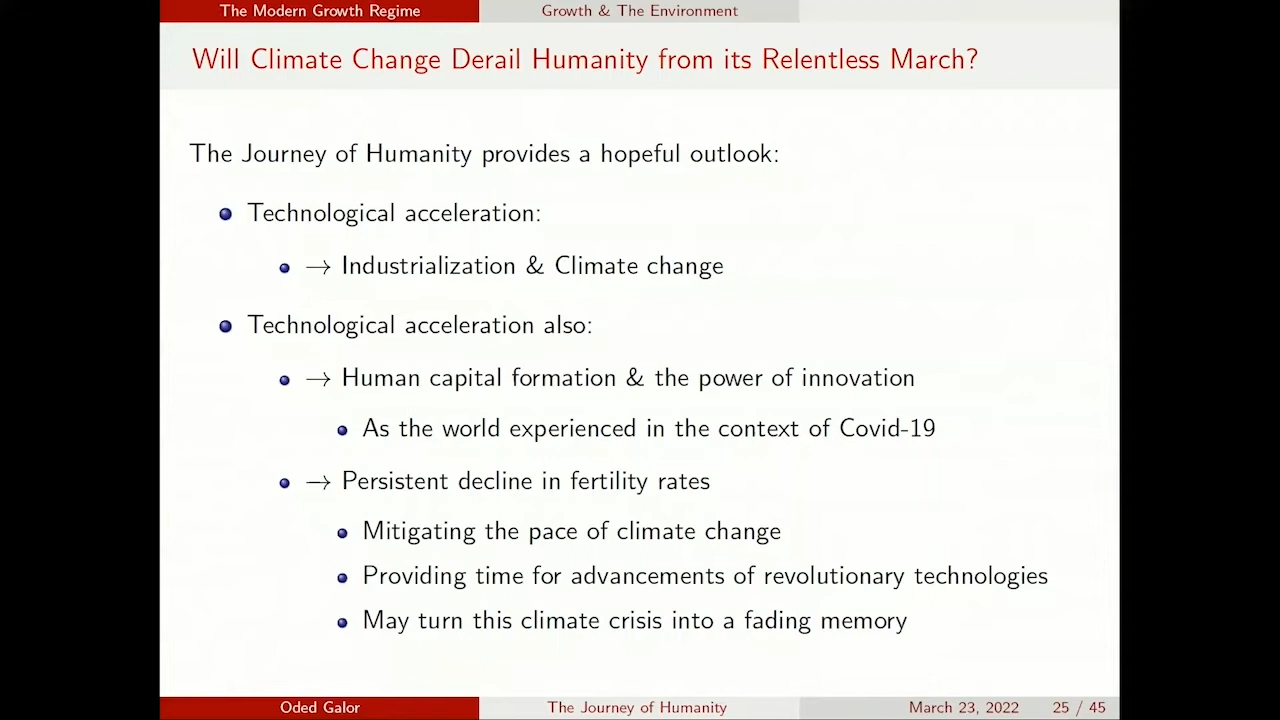 The Modern Growth Regime
Growth & The Environment
Will Climate Change Derail Humanity from its Relentless March?
The Journey of Humanity provides a hopeful outlook:
Technological acceleration:
→ Industrialization & Climate change
Technological acceleration also:
→ Human capital formation & the power of innovation
As the world experienced in the context of Covid-19
→ Persistent decline in fertility rates
Mitigating the pace of climate change
Providing time for advancements of revolutionary technologies
May turn this climate crisis into a fading memory
Oded Galor
The Journey of Humanity
March 23, 2022
25 / 45